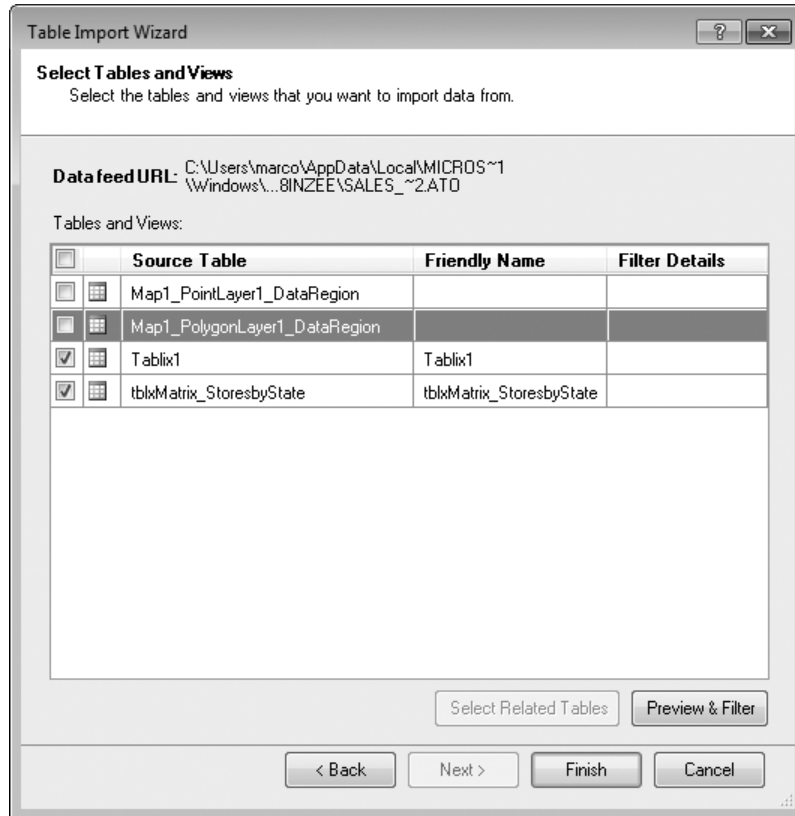 Table Import Wizard
Select Tables and Views
Select the tables and views that you want to import data from.
Data feed URL: C:\Users\marco\AppData\Local\MICROS~1
\Windows\...8INZEE\SALES_~2.ATO
Tables and Views:
Source Table Friendly Name Filter Details
Map1_PointLayer1_DataRegion
Map1_PolygonLayer1_DataRegion
Tablix1 Tablix1
tblxMatrix_StoresbyState tblxMatrix_StoresbyState
Select Related Tables Preview & Filter
< Back Next > Finish Cancel